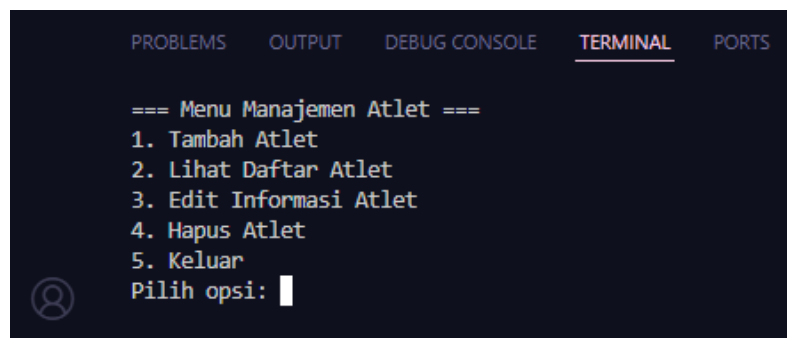 PROBLEMS OUTPUT DEBUG CONSOLE TERMINAL PORTS
=== Menu Manajemen Atlet ===
1. Tambah Atlet
2. Lihat Daftar Atlet
3. Edit Informasi Atlet
4. Hapus Atlet
5. Keluar
Pilih opsi: